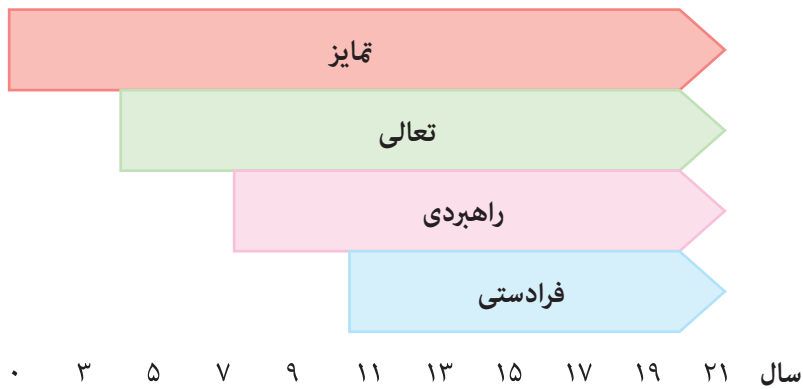 تمایز
تعالی
راهبردی
فرادستی
۰ ۳ ۵ ۷ ۹ ۱۱ ۱۳ ۱۵ ۱۷ ۱۹ ۲۱ سال